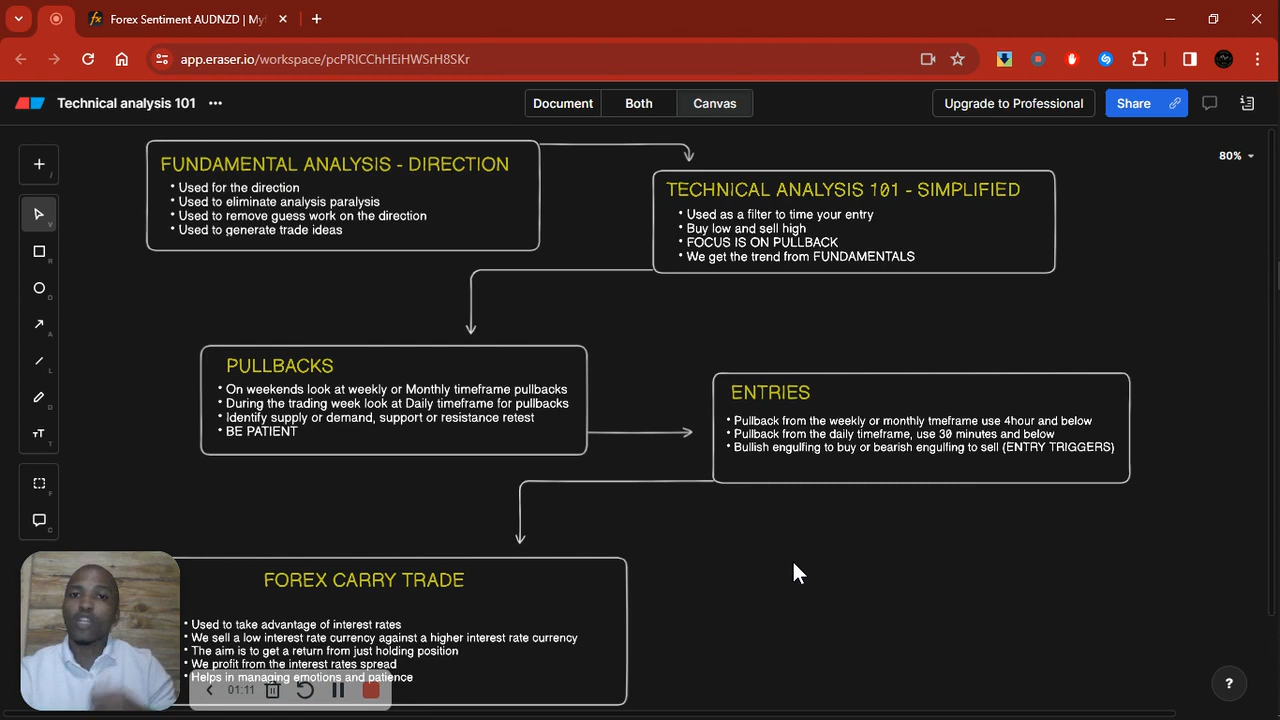 Forex Sentiment AUDNZD | My
app.eraser.io/workspace/pcPRICChHEiHWSrH8SKr
Technical analysis 101
Document
Both
Canvas
Upgrade to Professional
Share
80%
FUNDAMENTAL ANALYSIS - DIRECTION
• Used for the direction
• Used to eliminate analysis paralysis
• Used to remove guess work on the direction
• Used to generate trade ideas
TECHNICAL ANALYSIS 101 - SIMPLIFIED
• Used as a filter to time your entry
• Buy low and sell high
• FOCUS IS ON PULLBACK
• We get the trend from FUNDAMENTALS
PULLBACKS
• On weekends look at weekly or Monthly timeframe pullbacks
• During the trading week look at Daily timeframe for pullbacks
• Identify supply or demand, support or resistance retest
• BE PATIENT
ENTRIES
• Pullback from the weekly or monthly tmeframe use 4hour and below
• Pullback from the daily timeframe, use 30 minutes and below
• Bullish engulfing to buy or bearish engulfing to sell (ENTRY TRIGGERS)
FOREX CARRY TRADE
• Used to take advantage of interest rates
• We sell a low interest rate currency against a higher interest rate currency
• The aim is to get a return from just holding position
• We profit from the interest rates spread
• Helps in managing emotions and patience
01:11
?